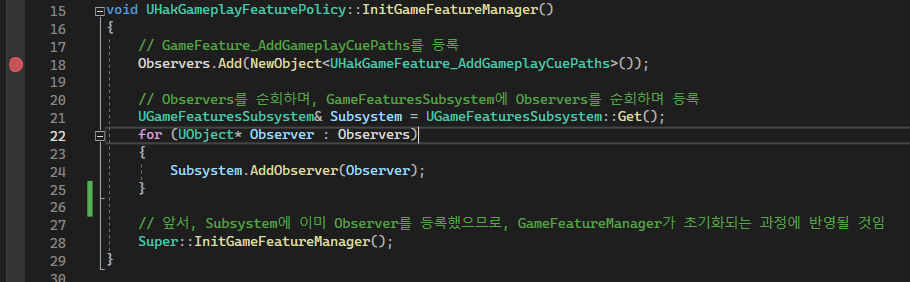 15 void UHakGameplayFeaturePolicy::InitGameFeatureManager()
16 {
17 // GameFeature_AddGameplayCuePaths를 등록
18 Observers.Add(NewObject<UHakGameFeature_AddGameplayCuePaths>());
19
20 // Observers를 순회하며, GameFeaturesSubsystem에 Observers를 순회하며 등록
21 UGameFeaturesSubsystem& Subsystem = UGameFeaturesSubsystem::Get();
22 for (UObject* Observer : Observers)
23 {
24 Subsystem.AddObserver(Observer);
25 }
26
27 // 앞서, Subsystem에 이미 Observer를 등록했으므로, GameFeatureManager가 초기화되는 과정에 반영될 것임
28 Super::InitGameFeatureManager();
29 }
30